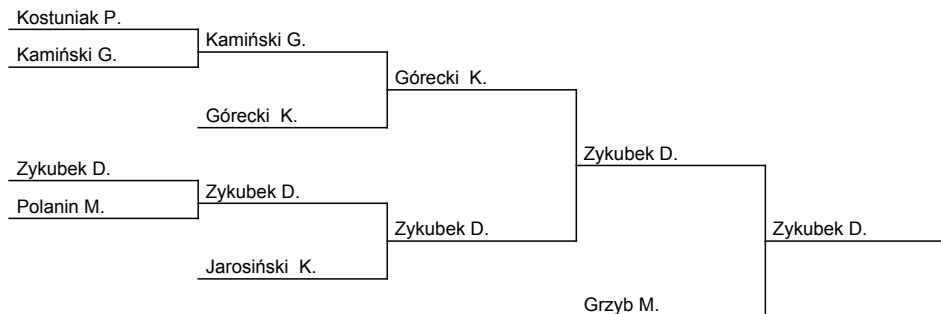 Kostuniak P.
Kamiński G.
Kamiński G.
Górecki K.
Górecki K.
Zykubek D.
Zykubek D.
Polanin M.
Zykubek D.
Zykubek D.
Zykubek D.
Jarosiński K.
Grzyb M.